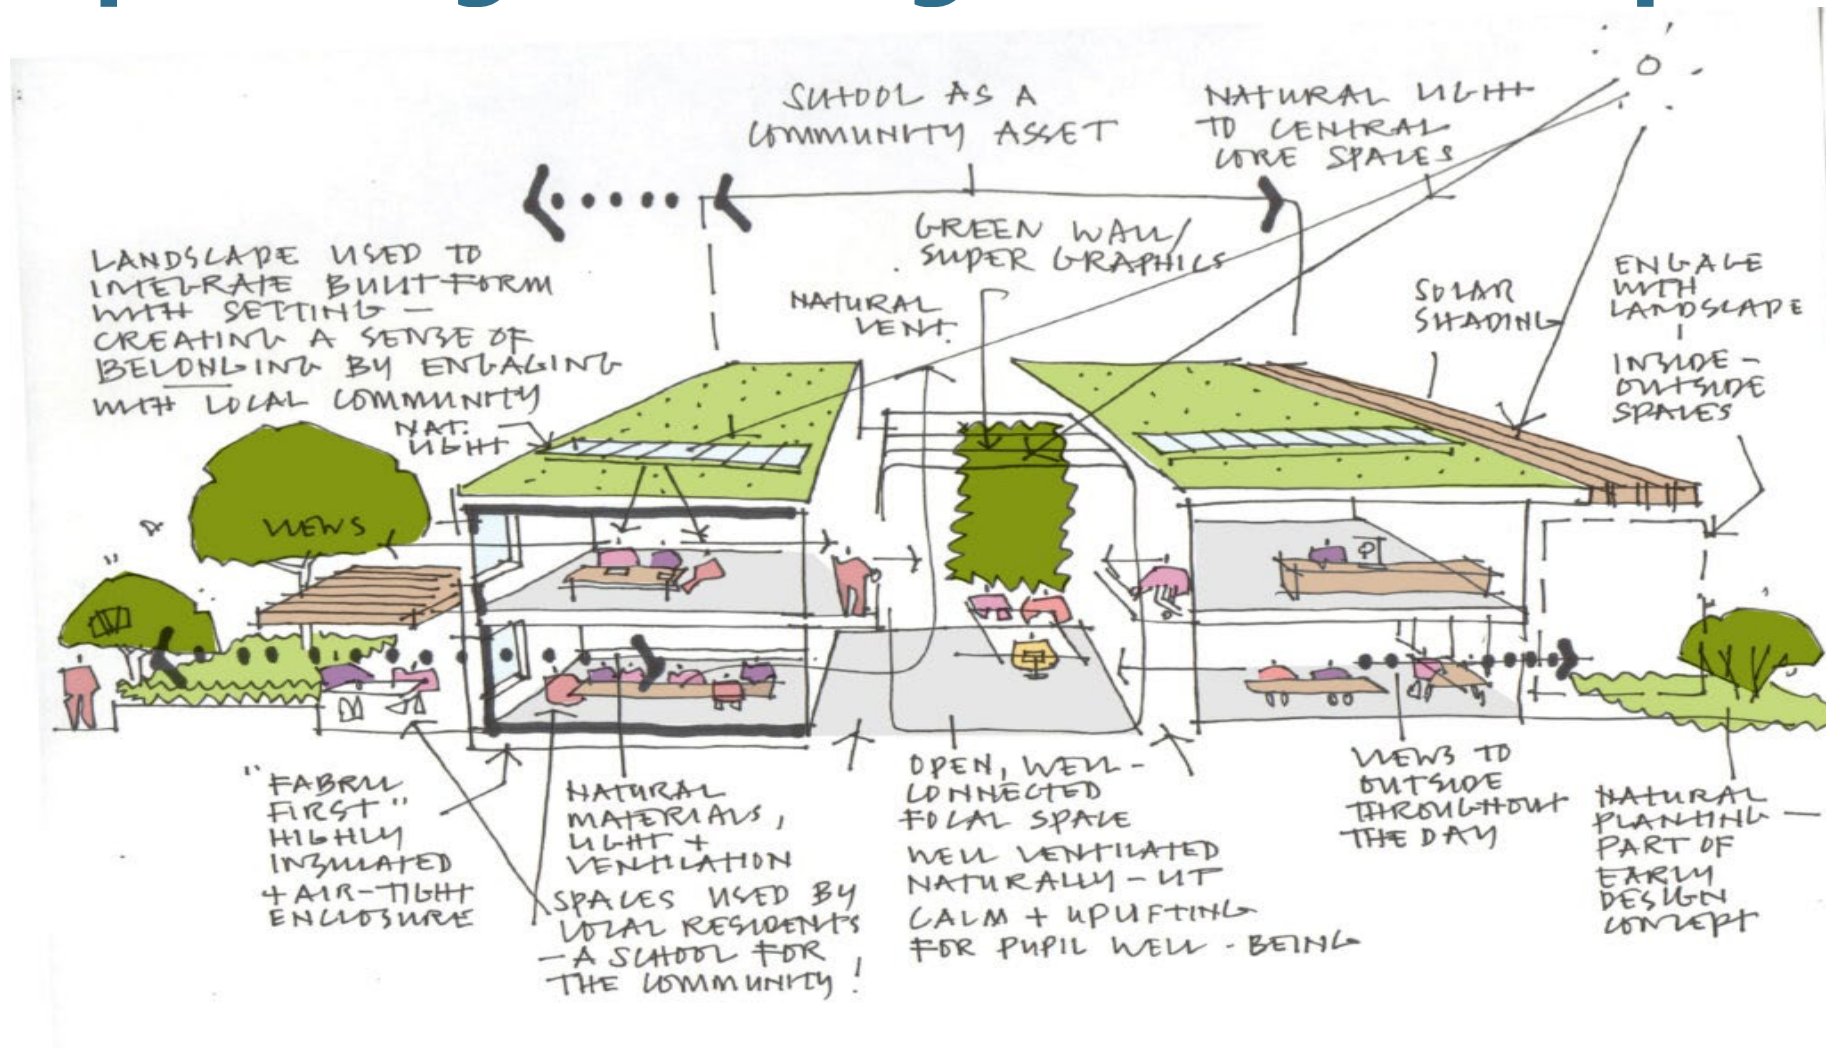 SCHOOL AS A
COMMUNITY ASSET
NATURAL LIGHT
TO CENTRAL
CORE SPACES
GREEN WALL/
SUPER GRAPHICS
LANDSCAPE USED TO
INTEGRATE BUILT FORM
WITH SETTING –
CREATING A SENSE OF
BELONGING BY ENGAGING
WITH LOCAL COMMUNITY
NATURAL
VENT.
SOLAR
SHADING
ENGAGE
WITH
LANDSCAPE
INSIDE –
OUTSIDE
SPACES
NAT.
LIGHT
VIEWS
"FABRIC
FIRST"
HIGHLY
INSULATED
+ AIR-TIGHT
ENCLOSURE
NATURAL
MATERIALS,
LIGHT +
VENTILATION
SPACES USED BY
LOCAL RESIDENTS
– A SCHOOL FOR
THE COMMUNITY!
OPEN, WELL-
CONNECTED
FOCAL SPACE
WELL VENTILATED
NATURALLY – LIT
CALM + UPLIFTING
FOR PUPIL WELL-BEING
VIEWS TO
OUTSIDE
THROUGHOUT
THE DAY
NATURAL
PLANTING –
PART OF
EARLY
DESIGN
CONCEPT